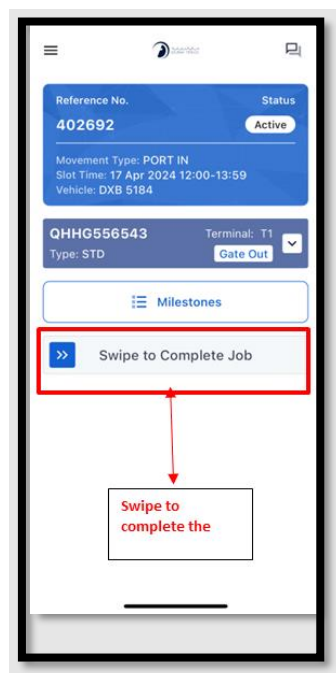 Reference No. Status
402692 Active
Movement Type: PORT IN
Slot Time: 17 Apr 2024 12:00-13:59
Vehicle: DXB 5184
QHHG556543 Terminal: T1
Type: STD Gate Out
Milestones
Swipe to Complete Job
Swipe to
complete the